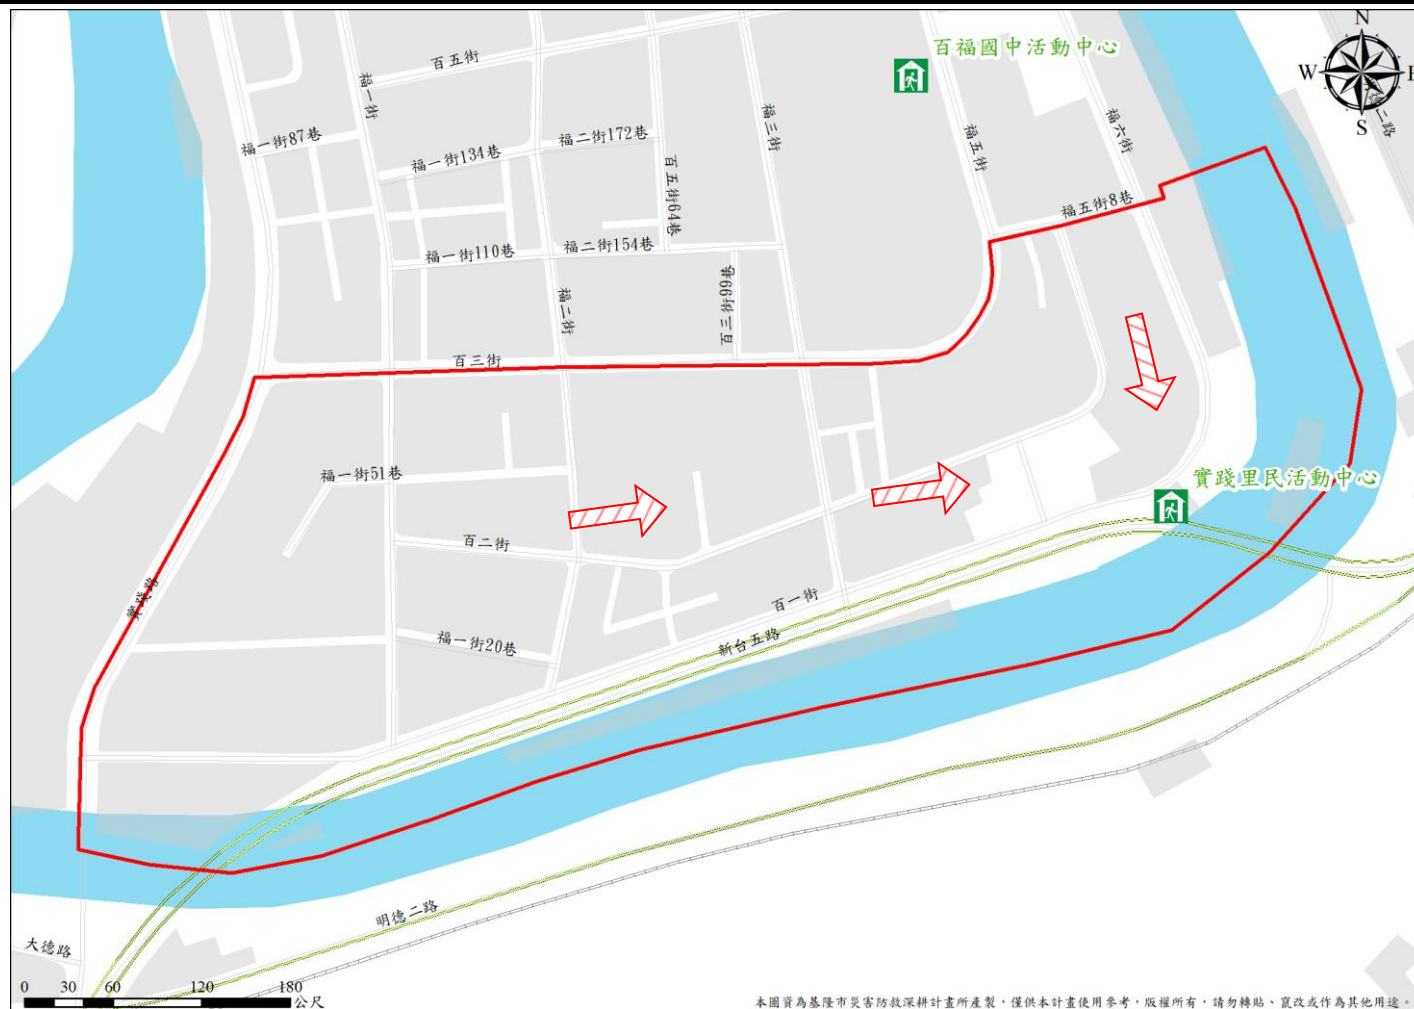 N
百福國中活動中心
百五街
W
E
福一街
福三街
福六街
S
福一街87巷
福二街172巷
福五街
福一街134巷
百五街64巷
福五街8巷
福一街110巷
福二街154巷
福二街
百三街
福一街51巷
實踐里民活動中心
百二街
實踐路
百一街
福一街20巷
新台五路
明德二路
大德路
0 30 60 120 180
公尺
本圖資為基隆市災害防救深耕計畫所產製，僅供本計畫使用參考，版權所有，請勿轉貼、竄改或作為其他用途。